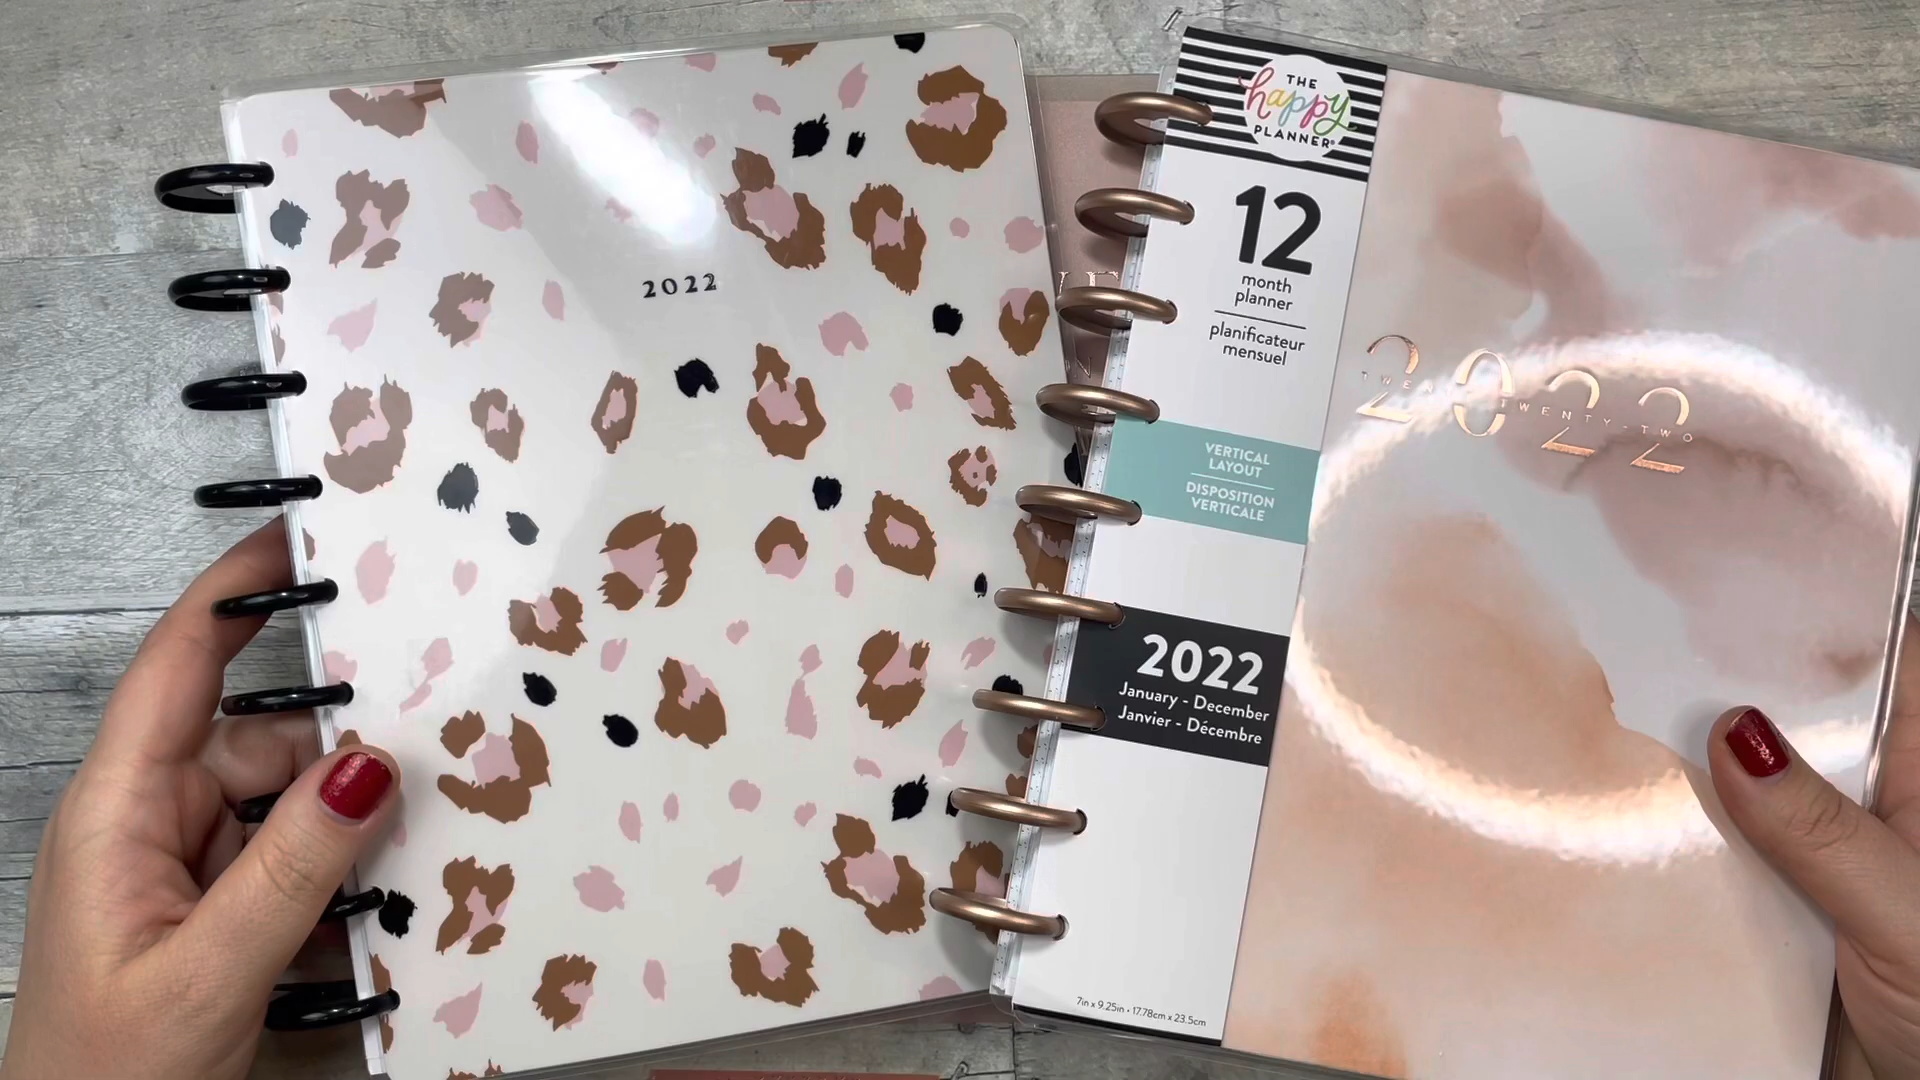 2022
THE
happy
PLANNER®
12
month
planner
planificateur
mensuel
VERTICAL
LAYOUT
DISPOSITION
VERTICALE
2022
January - December
Janvier - Décembre
7in x 9.25in • 17.78cm x 23.5cm
2022
TWENTY-TWO